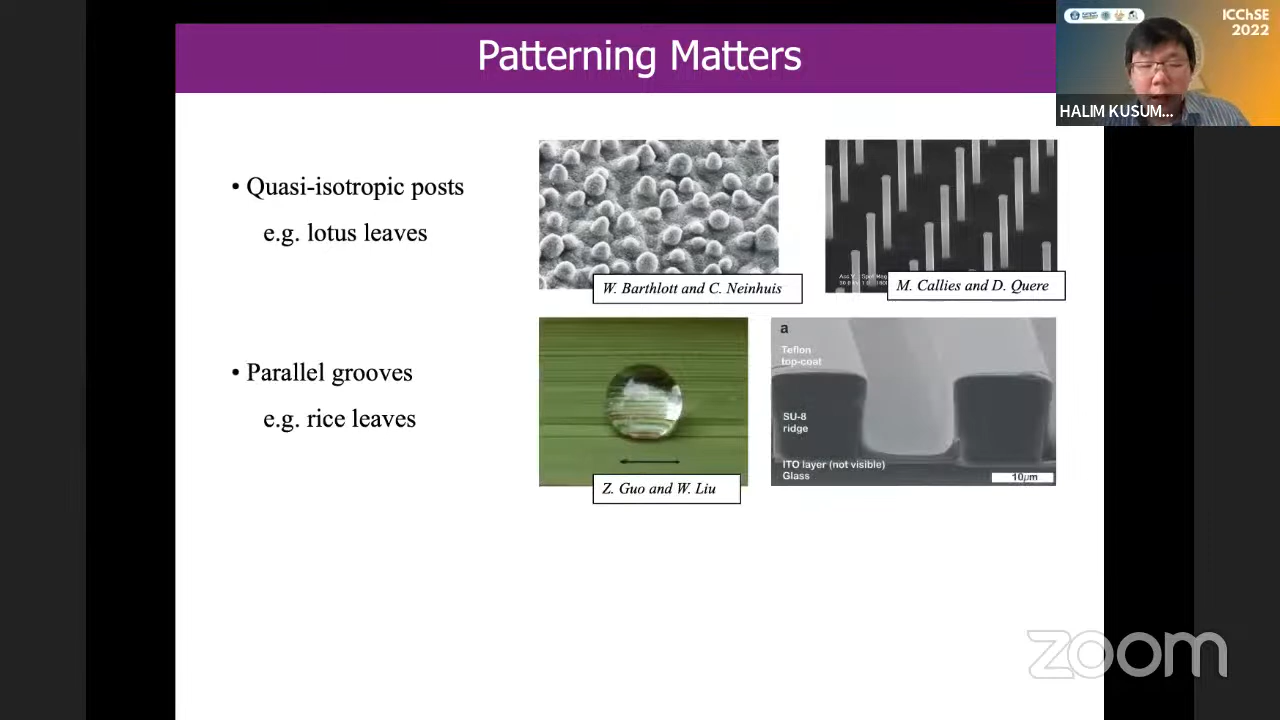 Patterning Matters
ICChSE
2022
HALIM KUSUM...
• Quasi-isotropic posts
e.g. lotus leaves
W. Barthlott and C. Neinhuis
M. Callies and D. Quere
• Parallel grooves
e.g. rice leaves
Z. Guo and W. Liu
a
Teflon
top-coat
SU-8
ridge
ITO layer (not visible)
Glass
10µm
zoom